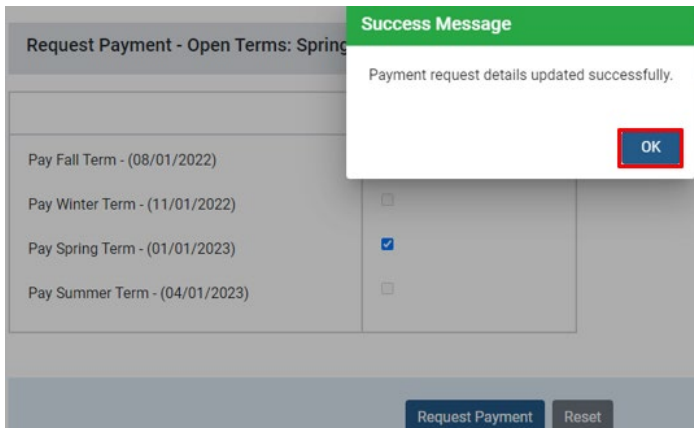 Success Message
Request Payment - Open Terms: Spring
Payment request details updated successfully.
OK
Pay Fall Term - (08/01/2022)
Pay Winter Term - (11/01/2022)
Pay Spring Term - (01/01/2023)
Pay Summer Term - (04/01/2023)
Request Payment Reset